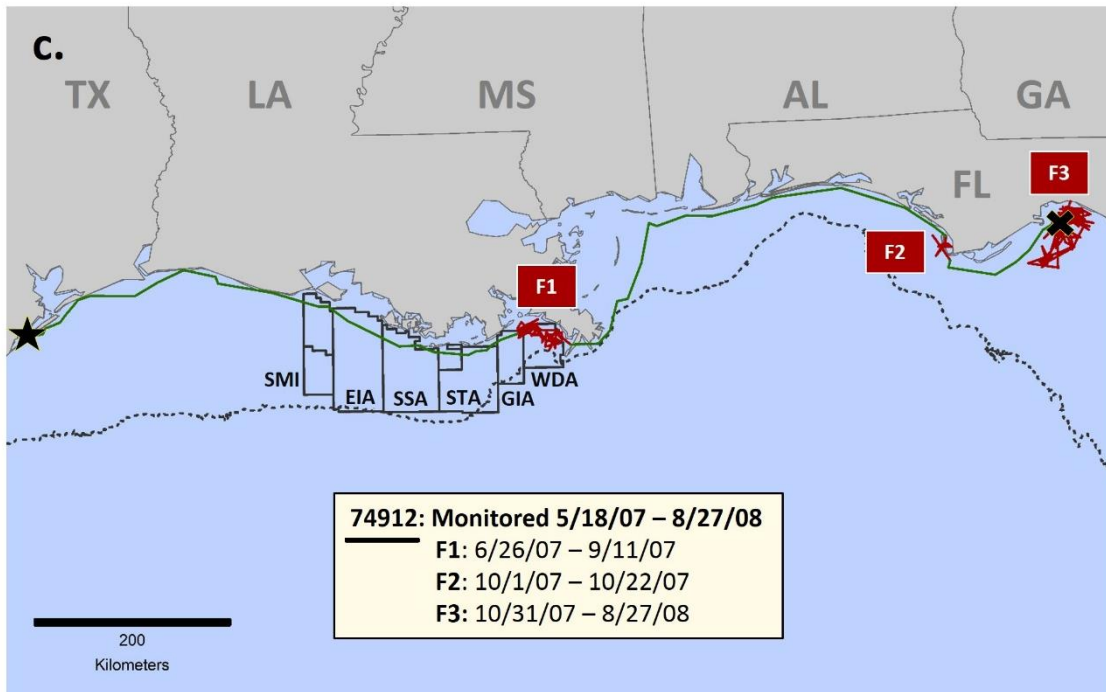 c.
TX
LA
MS
AL
GA
FL
F3
F2
F1
SMI
EIA
SSA
STA
GIA
WDA
74912: Monitored 5/18/07 – 8/27/08
F1: 6/26/07 – 9/11/07
F2: 10/1/07 – 10/22/07
F3: 10/31/07 – 8/27/08
200
Kilometers